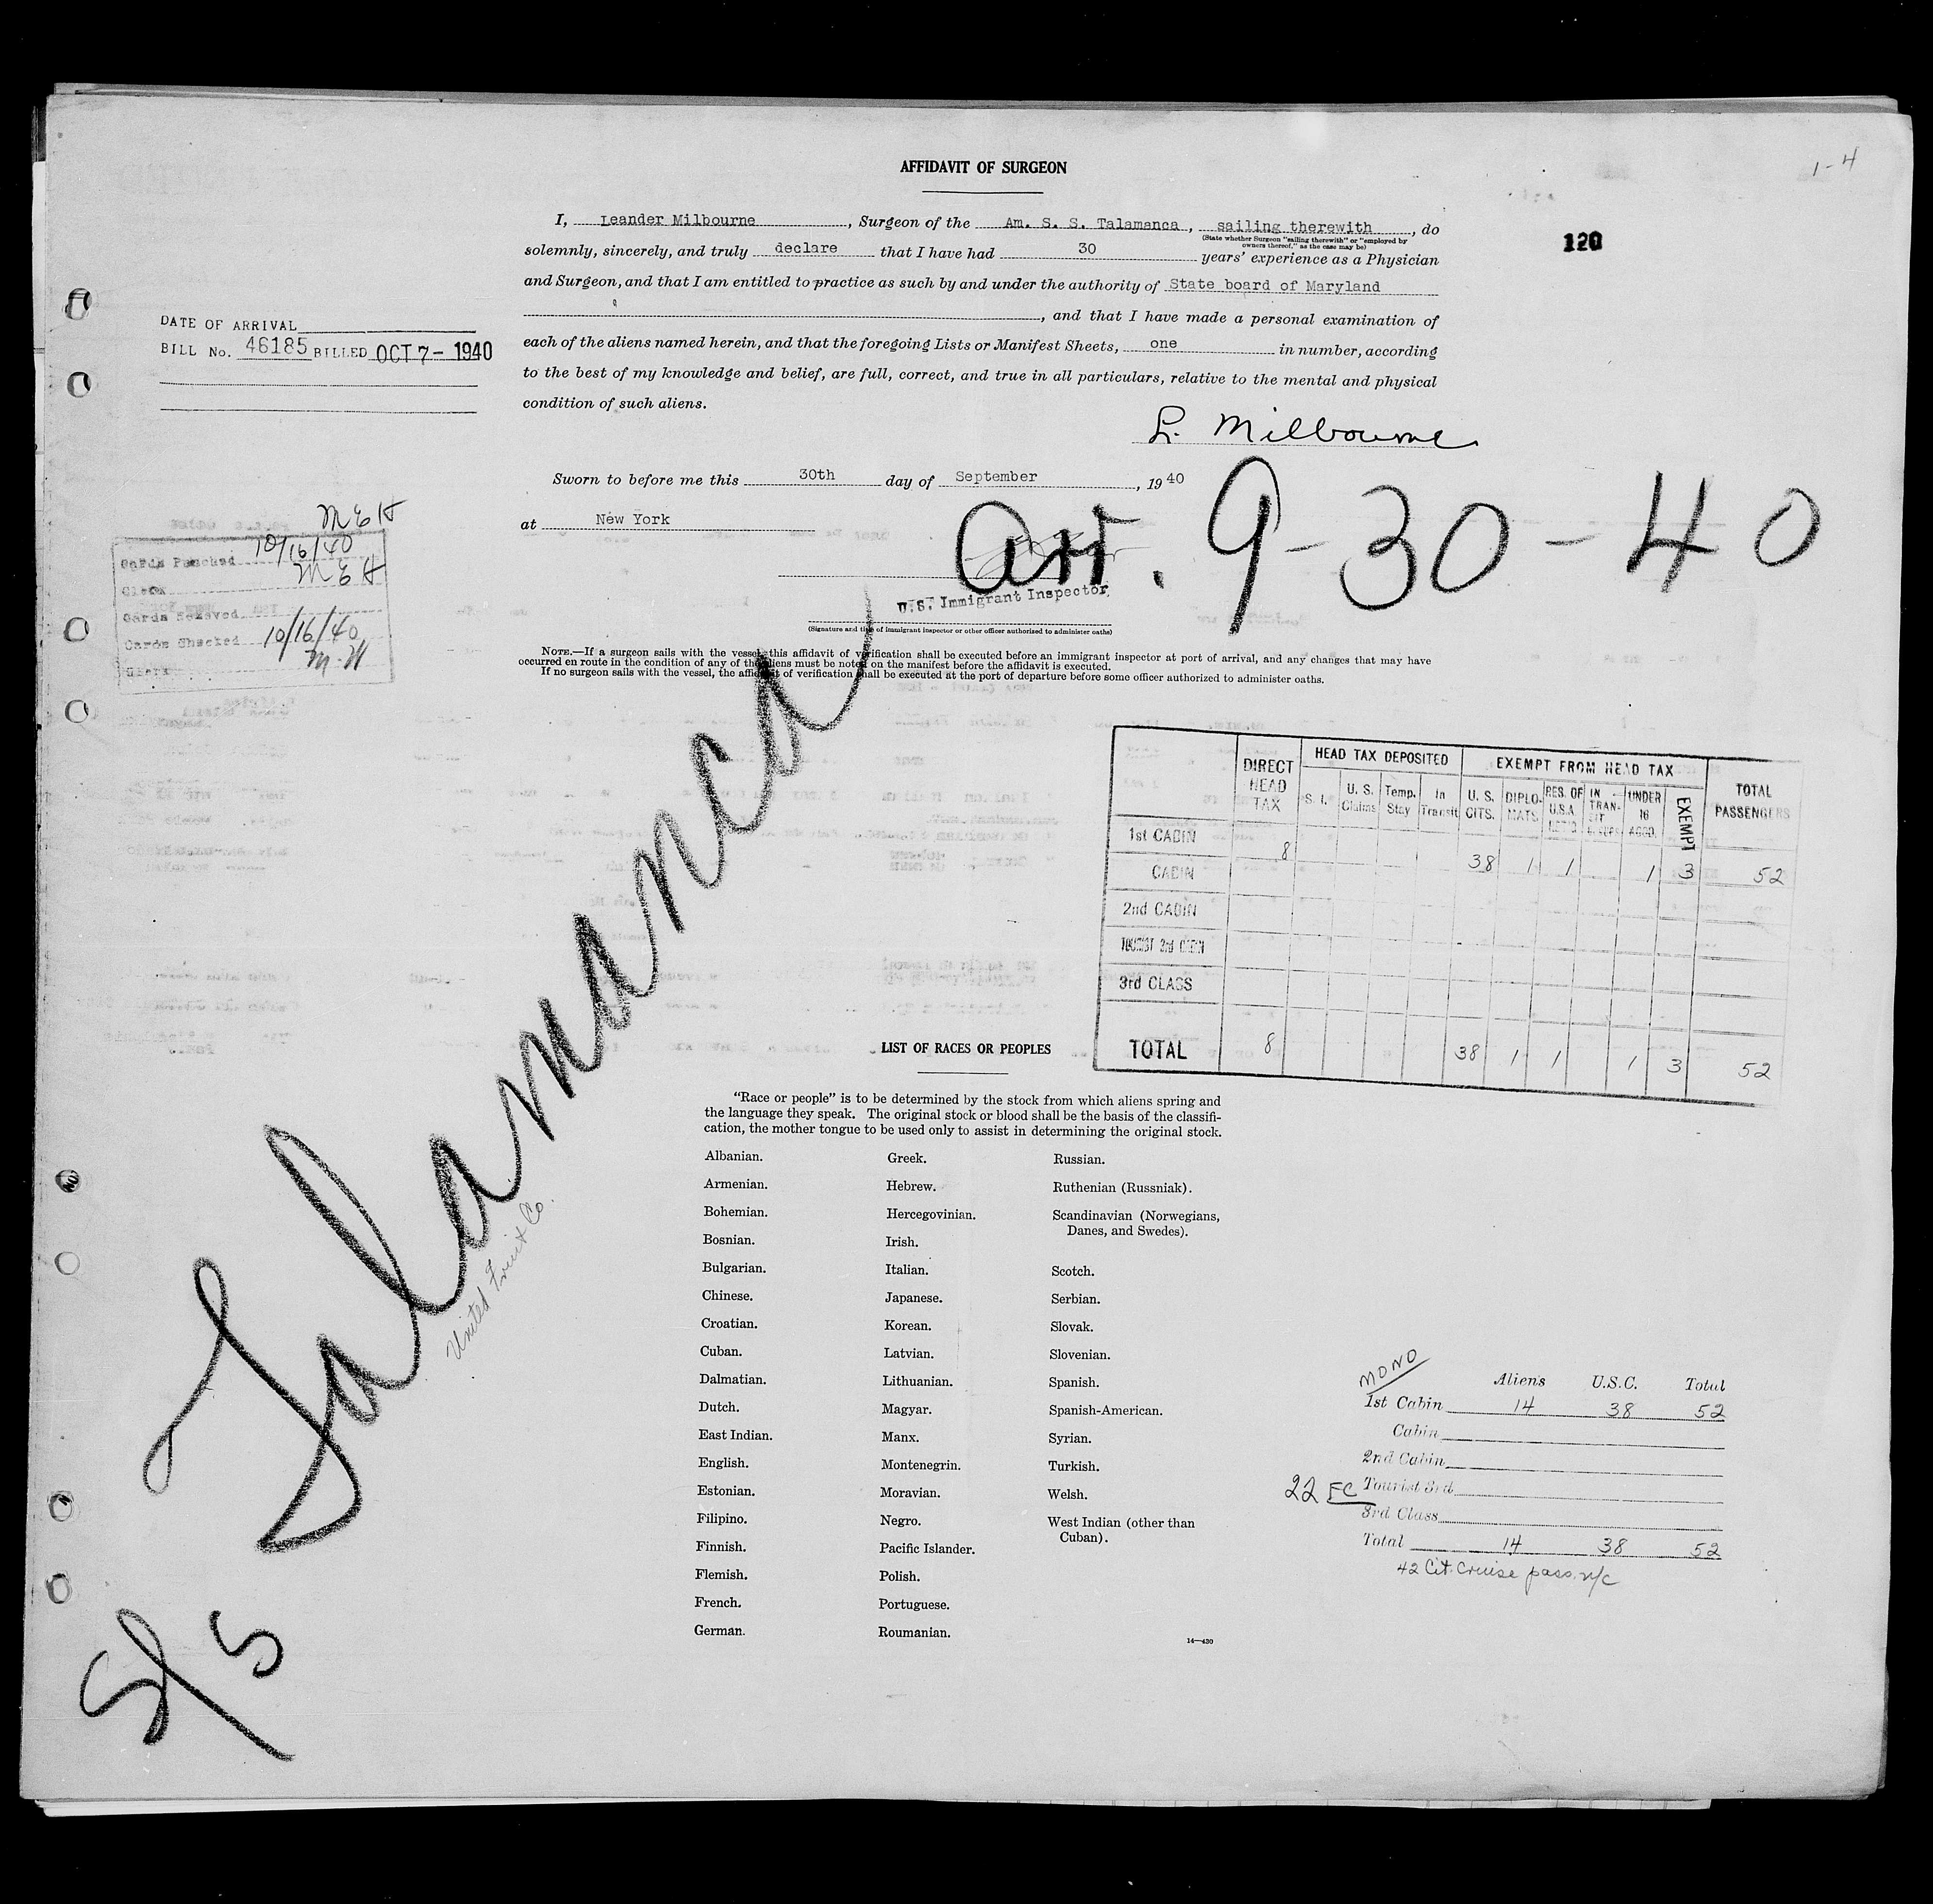 1-4
AFFIDAVIT OF SURGEON
I, Leander Milbourne, Surgeon of the Am. S. S. Talamanca, sailing therewith, do
(State whether Surgeon "sailing therewith" or "employed by
owners thereof," as the case may be)
120
solemnly, sincerely, and truly declare that I have had 30 years' experience as a Physician
and Surgeon, and that I am entitled to practice as such by and under the authority of State board of Maryland
, and that I have made a personal examination of
each of the aliens named herein, and that the foregoing Lists or Manifest Sheets, one in number, according
to the best of my knowledge and belief, are full, correct, and true in all particulars, relative to the mental and physical
condition of such aliens.
DATE OF ARRIVAL
BILL No. 46185 BILLED OCT 7 - 1940
L. Milbourne
Sworn to before me this 30th day of September, 1940
at New York
Arr. 9-30-40
U.S. Immigrant Inspector
(Signature and title of immigrant inspector or other officer authorized to administer oaths)
MEH
Cards Punched 10/16/40
Clerk MEH
Cards
Cards Checked 10/16/40
Clerk M-H
NOTE.—If a surgeon sails with the vessel, this affidavit of verification shall be executed before an immigrant inspector at port of arrival, and any changes that may have
occurred en route in the condition of any of the aliens must be noted on the manifest before the affidavit is executed.
If no surgeon sails with the vessel, the affidavit of verification shall be executed at the port of departure before some officer authorized to administer oaths.
S/S Talamanca
United Fruit Co.
DIRECT HEAD TAX
HEAD TAX DEPOSITED
EXEMPT FROM HEAD TAX
TOTAL PASSENGERS
S. I. U. S. Claims Temp. Stay In Transit U. S. CITS. DIPLOMATS RES. OF U.S.A. IN TRANSIT UNDER 16 ACCO. EXEMPT
1st CABIN 8 38 1 1 1 3 52
CABIN
2nd CABIN
TOURIST 3rd CABIN
3rd CLASS
TOTAL 8 38 1 1 1 3 52
LIST OF RACES OR PEOPLES
"Race or people" is to be determined by the stock from which aliens spring and
the language they speak. The original stock or blood shall be the basis of the classifi-
cation, the mother tongue to be used only to assist in determining the original stock.
Albanian.
Armenian.
Bohemian.
Bosnian.
Bulgarian.
Chinese.
Croatian.
Cuban.
Dalmatian.
Dutch.
East Indian.
English.
Estonian.
Filipino.
Finnish.
Flemish.
French.
German.
Greek.
Hebrew.
Hercegovinian.
Irish.
Italian.
Japanese.
Korean.
Latvian.
Lithuanian.
Magyar.
Manx.
Montenegrin.
Moravian.
Negro.
Pacific Islander.
Polish.
Portuguese.
Roumanian.
Russian.
Ruthenian (Russniak).
Scandinavian (Norwegians,
Danes, and Swedes).
Scotch.
Serbian.
Slovak.
Slovenian.
Spanish.
Spanish-American.
Syrian.
Turkish.
Welsh.
West Indian (other than
Cuban).
14—430
MONO
Aliens U.S.C. Total
1st Cabin 14 38 52
Cabin
2nd Cabin
22 FC Tourist 3rd
3rd Class
Total 14 38 52
42 Cit. Cruise pass. n/c